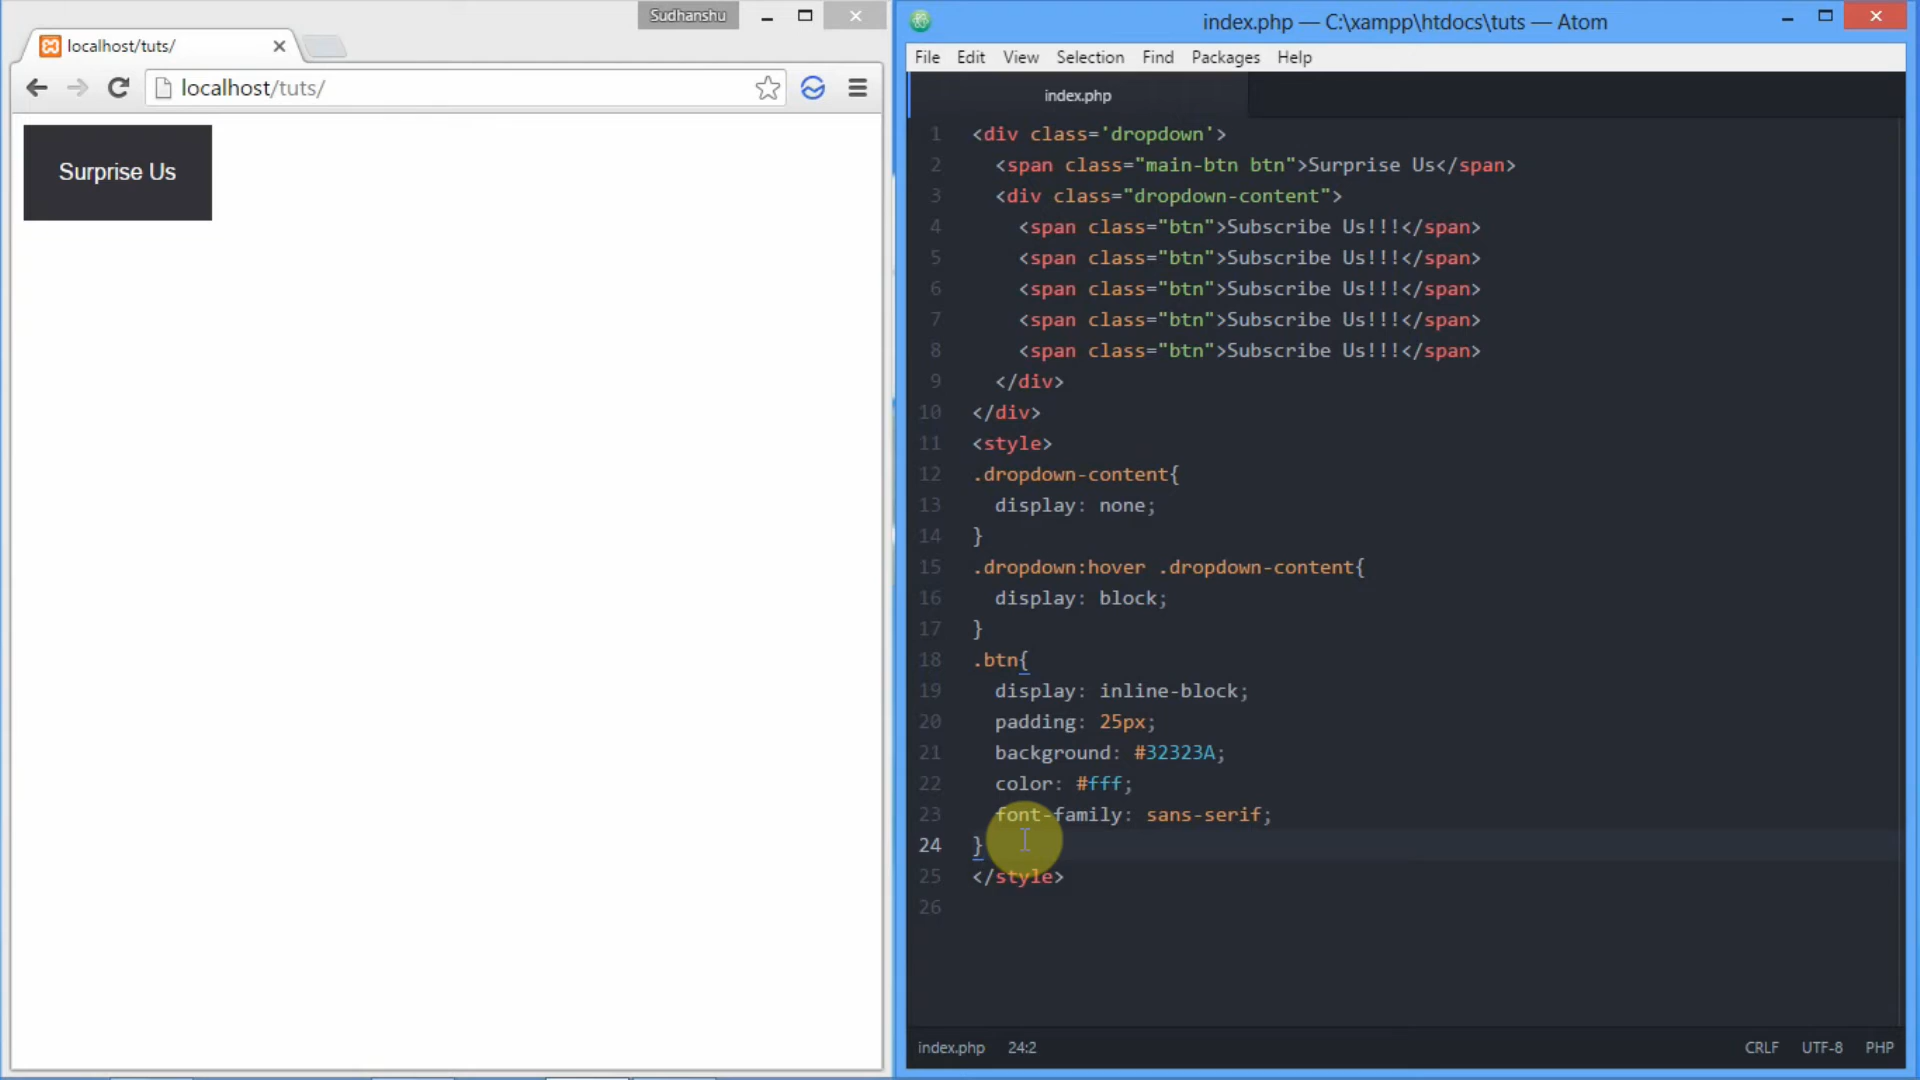 Sudhanshu
localhost/tuts/
localhost/tuts/
Surprise Us
index.php — C:\xampp\htdocs\tuts — Atom
File Edit View Selection Find Packages Help
index.php
1 <div class='dropdown'>
2 <span class="main-btn btn">Surprise Us</span>
3 <div class="dropdown-content">
4 <span class="btn">Subscribe Us!!!</span>
5 <span class="btn">Subscribe Us!!!</span>
6 <span class="btn">Subscribe Us!!!</span>
7 <span class="btn">Subscribe Us!!!</span>
8 <span class="btn">Subscribe Us!!!</span>
9 </div>
10 </div>
11 <style>
12 .dropdown-content{
13 display: none;
14 }
15 .dropdown:hover .dropdown-content{
16 display: block;
17 }
18 .btn{
19 display: inline-block;
20 padding: 25px;
21 background: #32323A;
22 color: #fff;
23 font-family: sans-serif;
24 }
25 </style>
26
index.php 24:2 CRLF UTF-8 PHP